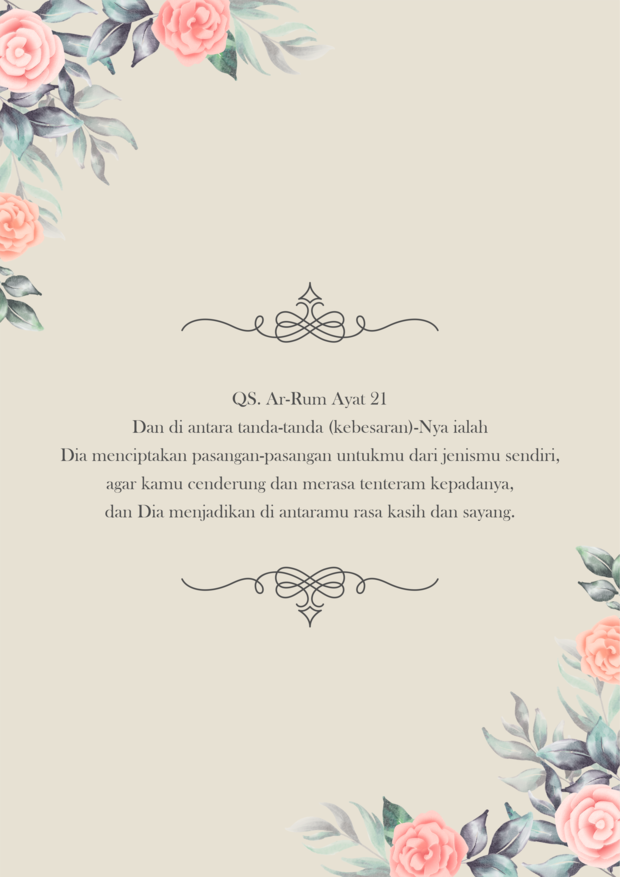 QS. Ar-Rum Ayat 21
Dan di antara tanda-tanda (kebesaran)-Nya ialah
Dia menciptakan pasangan-pasangan untukmu dari jenismu sendiri,
agar kamu cenderung dan merasa tenteram kepadanya,
dan Dia menjadikan di antaramu rasa kasih dan sayang.